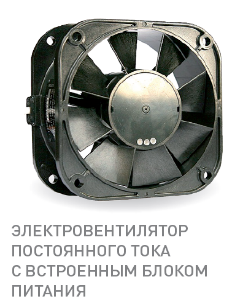 ЭЛЕКТРОВЕНТИЛЯТОР
ПОСТОЯННОГО ТОКА
С ВСТРОЕННЫМ БЛОКОМ
ПИТАНИЯ